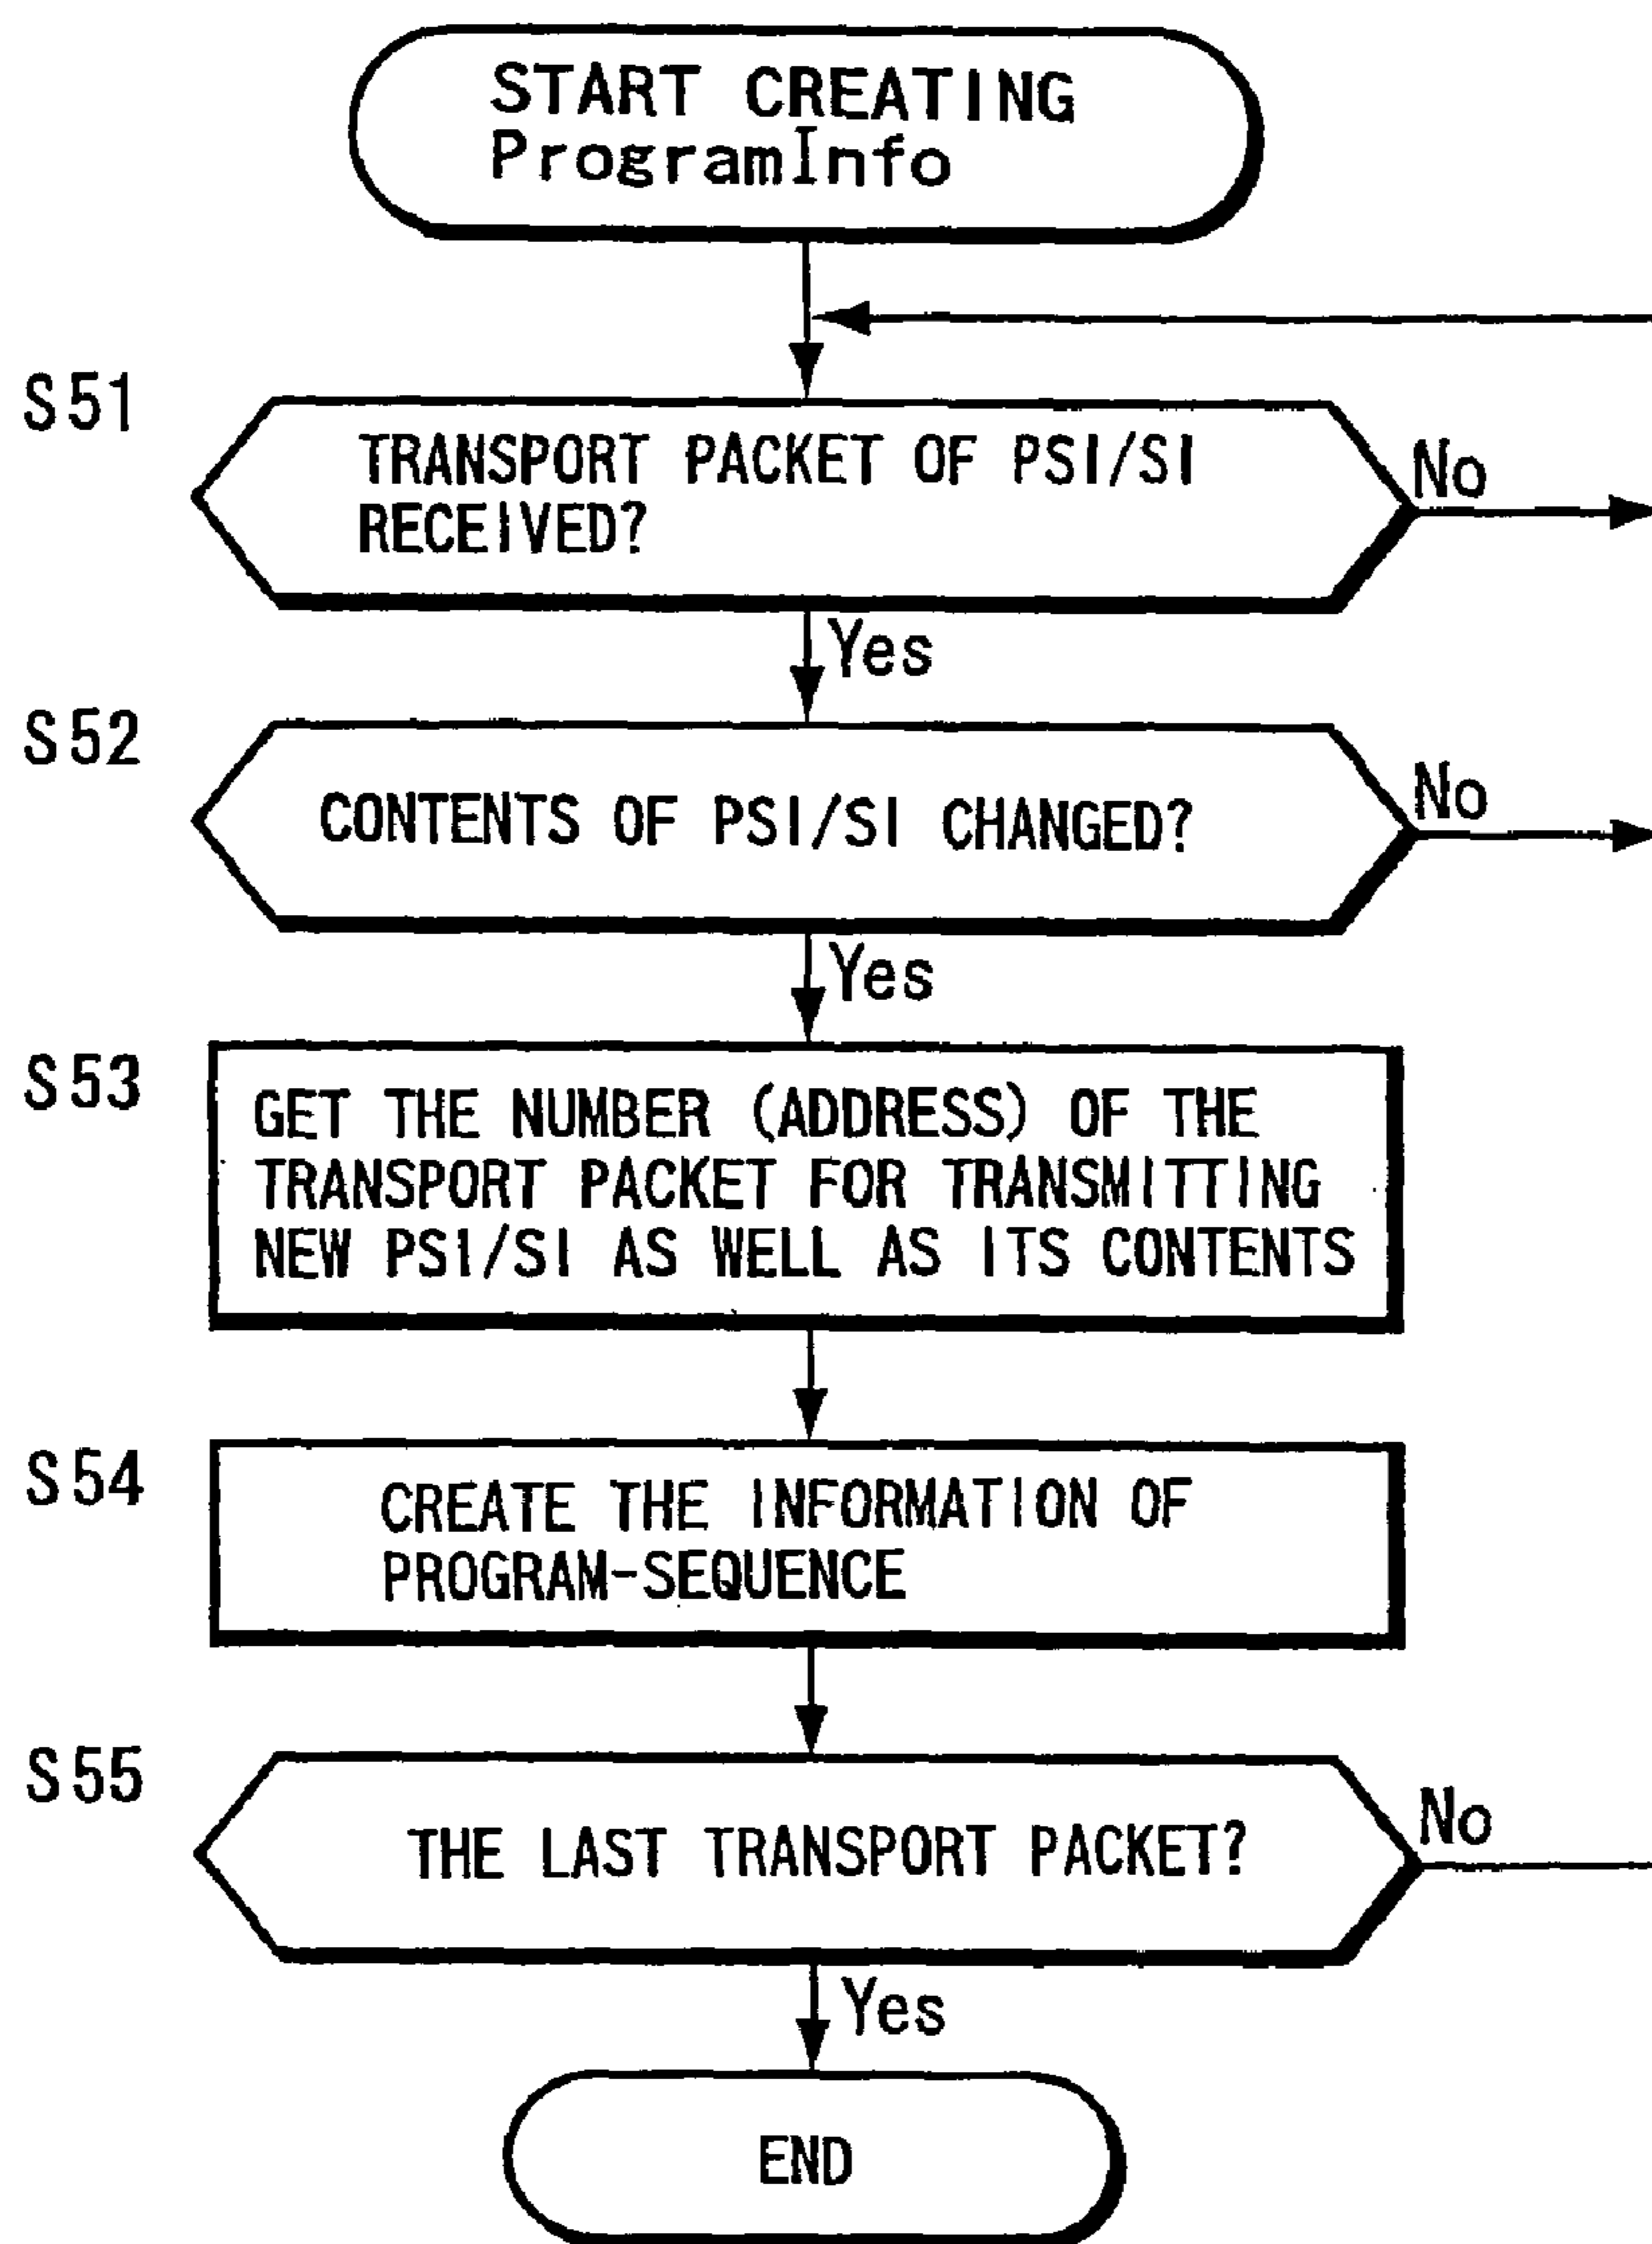 START CREATING
ProgramInfo
S51
TRANSPORT PACKET OF PSI/SI
RECEIVED?
No
Yes
S52
CONTENTS OF PSI/SI CHANGED?
No
Yes
S53
GET THE NUMBER (ADDRESS) OF THE
TRANSPORT PACKET FOR TRANSMITTING
NEW PSI/SI AS WELL AS ITS CONTENTS
S54
CREATE THE INFORMATION OF
PROGRAM-SEQUENCE
S55
THE LAST TRANSPORT PACKET?
No
Yes
END